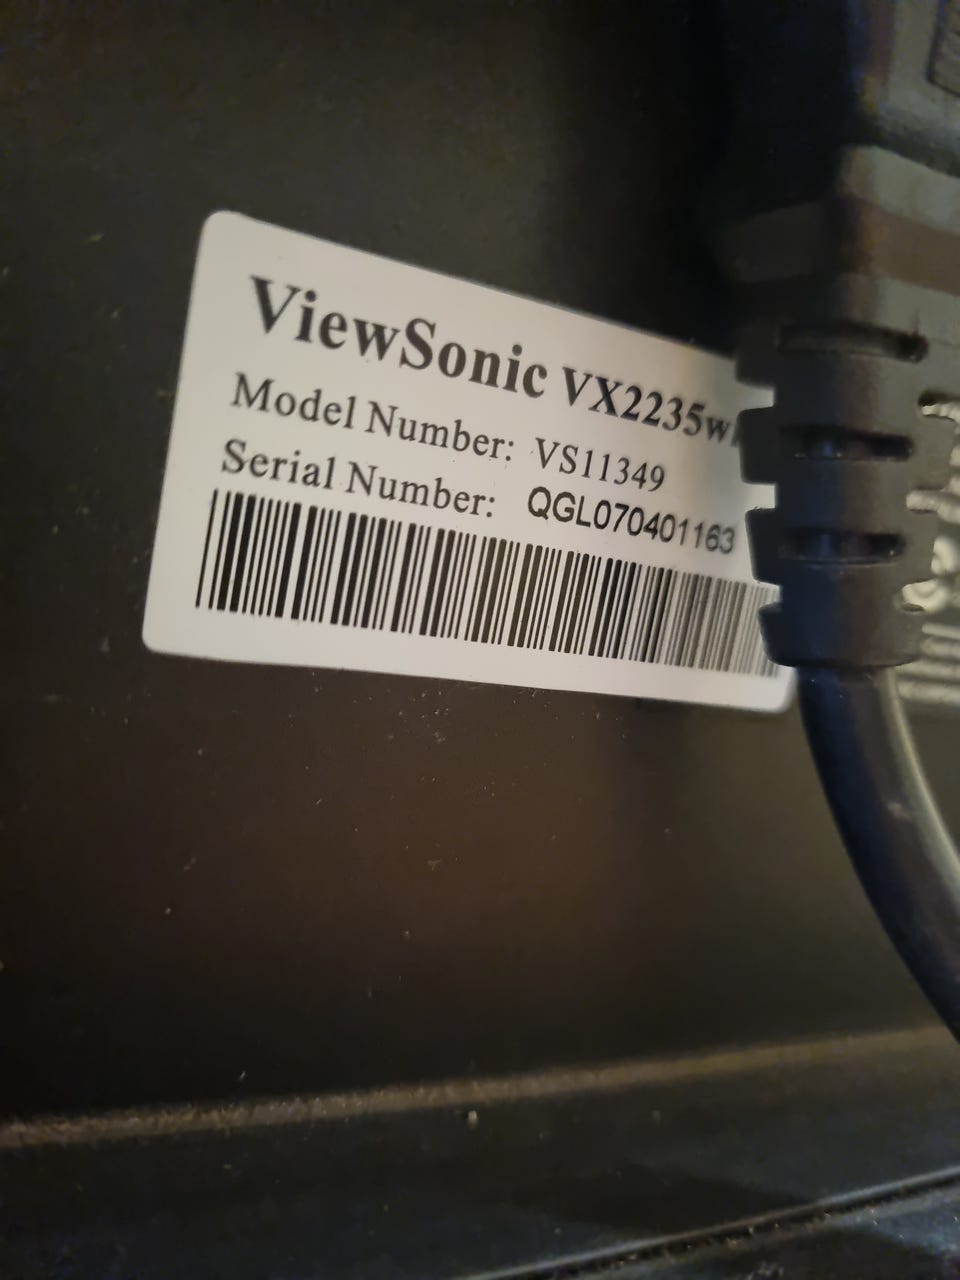 ViewSonic VX2235w
Model Number: VS11349
Serial Number: QGL070401163